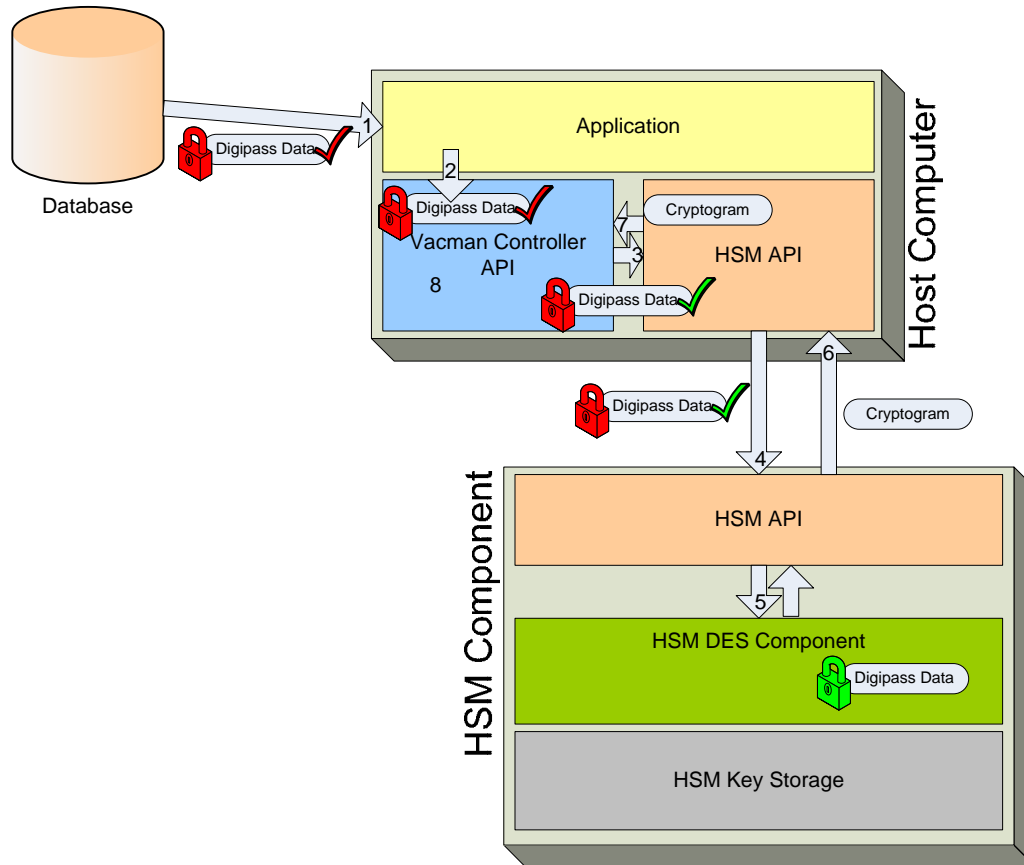 Database
1
Digipass Data
Application
2
Digipass Data
Vacman Controller
API
8
7
Cryptogram
3
HSM API
Digipass Data
Host Computer
Digipass Data
4
6
Cryptogram
HSM Component
HSM API
5
HSM DES Component
Digipass Data
HSM Key Storage